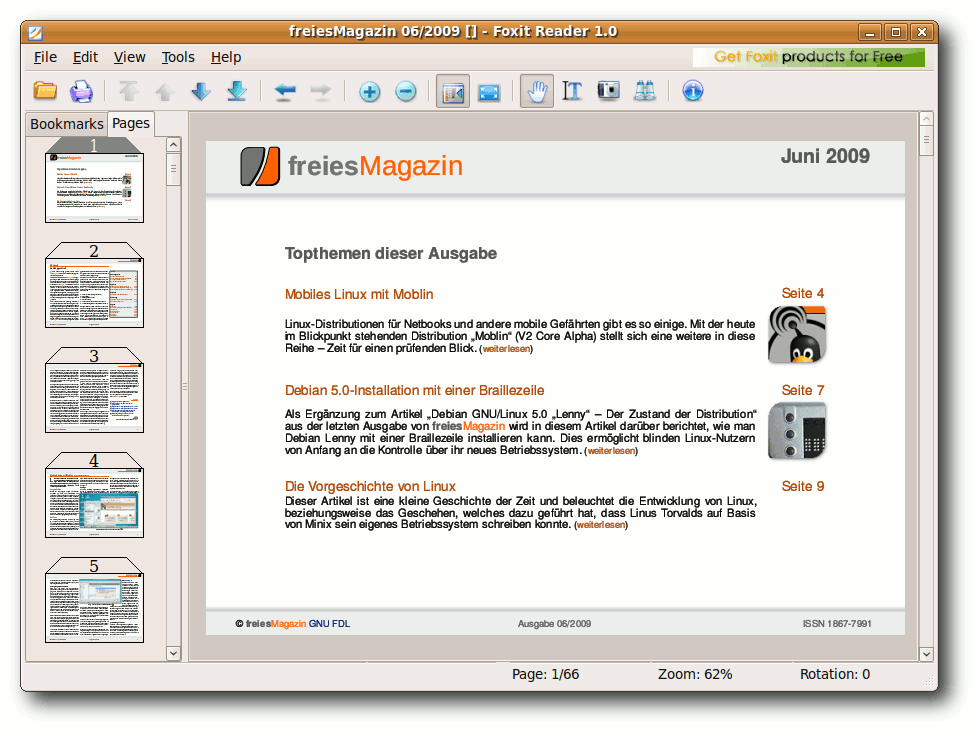 freiesMagazin 06/2009 [] - Foxit Reader 1.0
File Edit View Tools Help
Get Foxit products for Free
Bookmarks Pages
1
2
3
4
5
freiesMagazin
Juni 2009
Topthemen dieser Ausgabe
Mobiles Linux mit Moblin Seite 4
Linux-Distributionen für Netbooks und andere mobile Gefährten gibt es so einige. Mit der heute
im Blickpunkt stehenden Distribution „Moblin“ (V2 Core Alpha) stellt sich eine weitere in diese
Reihe – Zeit für einen prüfenden Blick. (weiterlesen)
Debian 5.0-Installation mit einer Braillezeile Seite 7
Als Ergänzung zum Artikel „Debian GNU/Linux 5.0 „Lenny“ – Der Zustand der Distribution“
aus der letzten Ausgabe von freiesMagazin wird in diesem Artikel darüber berichtet, wie man
Debian Lenny mit einer Braillezeile installieren kann. Dies ermöglicht blinden Linux-Nutzern
von Anfang an die Kontrolle über ihr neues Betriebssystem. (weiterlesen)
Die Vorgeschichte von Linux Seite 9
Dieser Artikel ist eine kleine Geschichte der Zeit und beleuchtet die Entwicklung von Linux,
beziehungsweise das Geschehen, welches dazu geführt hat, dass Linus Torvalds auf Basis
von Minix sein eigenes Betriebssystem schreiben konnte. (weiterlesen)
© freiesMagazin GNU FDL Ausgabe 06/2009 ISSN 1867-7991
Page: 1/66 Zoom: 62% Rotation: 0